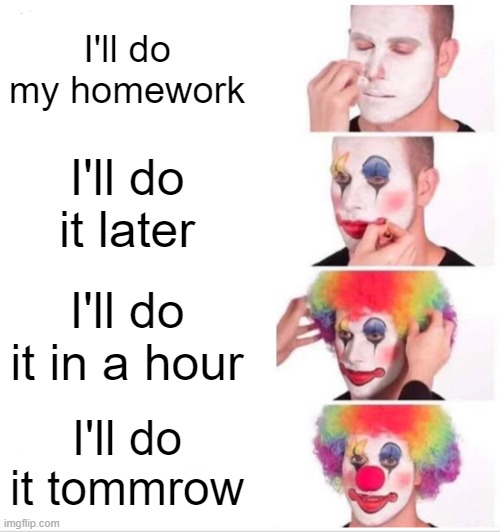 I'll do
my homework
I'll do
it later
I'll do
it in a hour
I'll do
it tommrow
imgflip.com